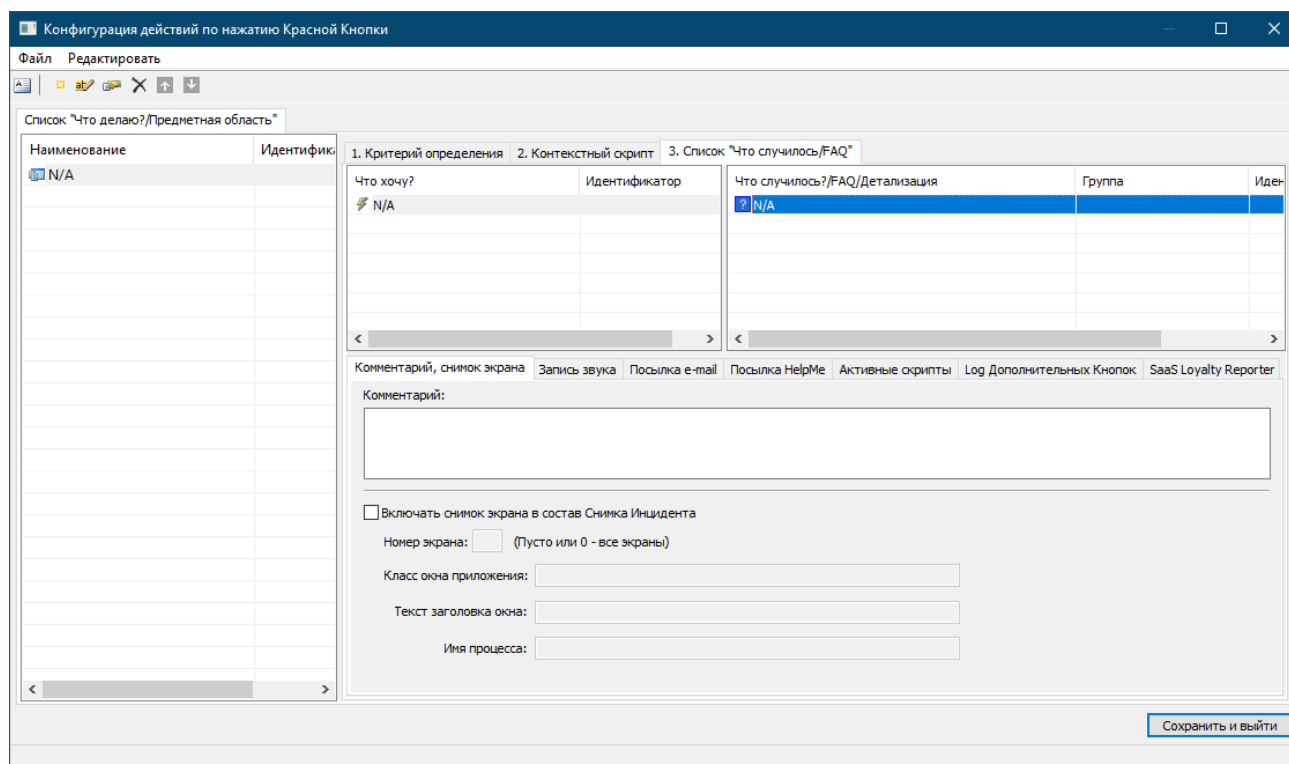 Конфигурация действий по нажатию Красной Кнопки
Файл Редактировать
Список "Что делаю?/Предметная область"
Наименование Идентифик
N/A
1. Критерий определения 2. Контекстный скрипт 3. Список "Что случилось/FAQ"
Что хочу? Идентификатор
N/A
Что случилось?/FAQ/Детализация Группа Иден
? N/A
Комментарий, снимок экрана Запись звука Посылка e-mail Посылка HelpMe Активные скрипты Log Дополнительных Кнопок SaaS Loyalty Reporter
Комментарий:
Включать снимок экрана в состав Снимка Инцидента
Номер экрана: (Пусто или 0 - все экраны)
Класс окна приложения:
Текст заголовка окна:
Имя процесса:
Сохранить и выйти